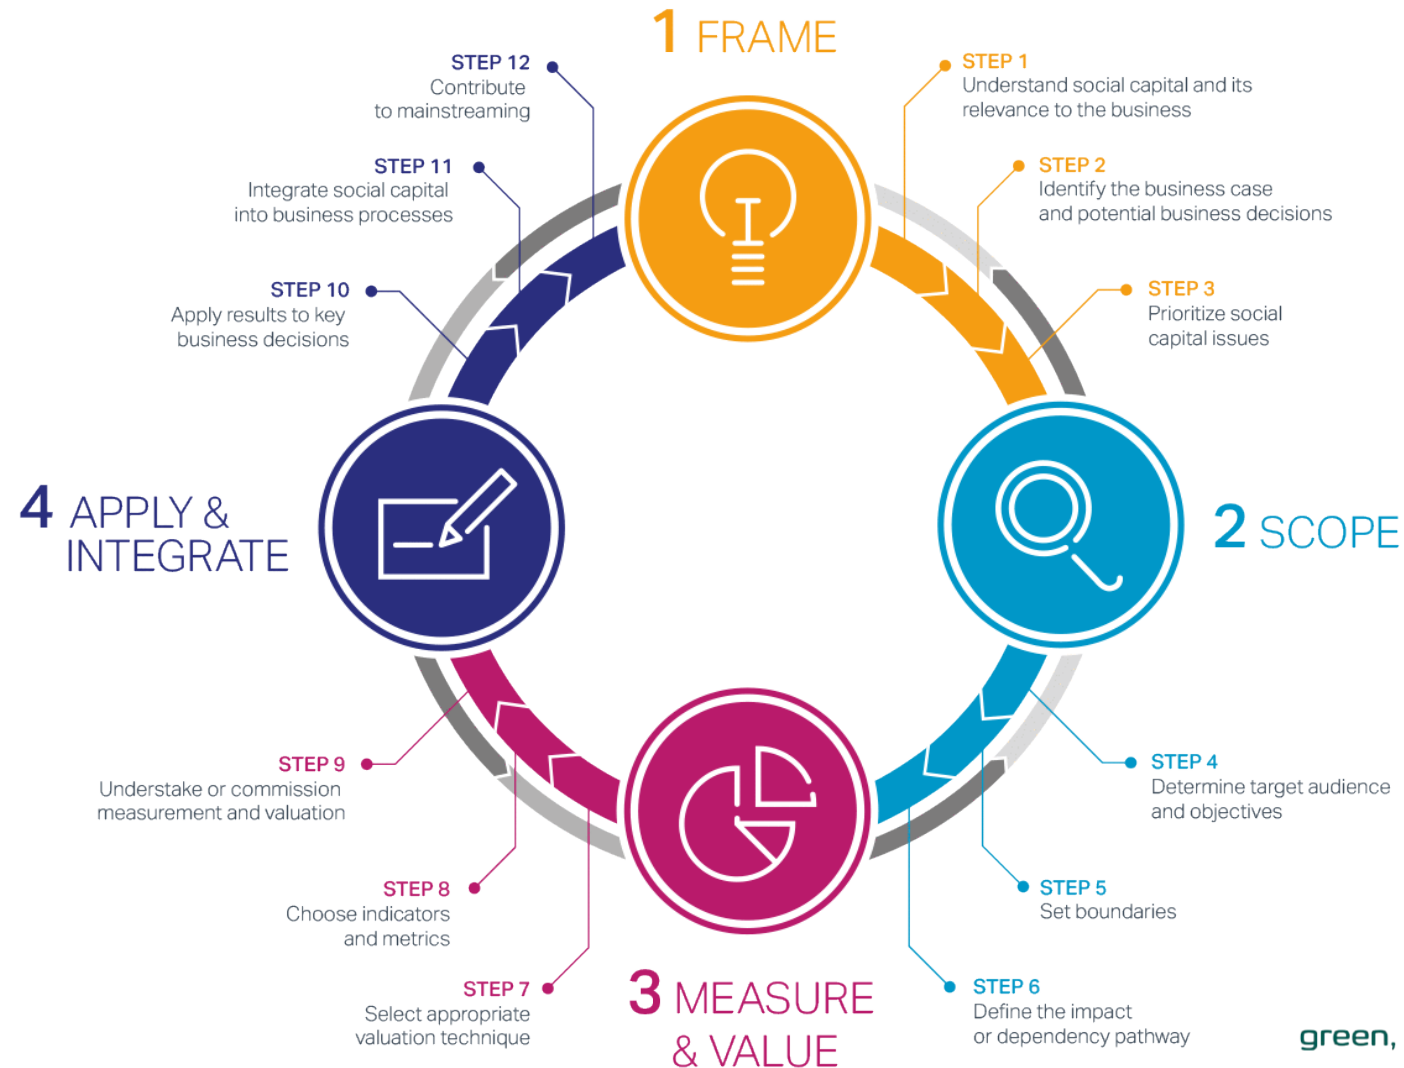 1 FRAME
STEP 1
Understand social capital and its
relevance to the business
STEP 2
Identify the business case
and potential business decisions
STEP 3
Prioritize social
capital issues
2 SCOPE
STEP 4
Determine target audience
and objectives
STEP 5
Set boundaries
STEP 6
Define the impact
or dependency pathway
3 MEASURE
& VALUE
STEP 7
Select appropriate
valuation technique
STEP 8
Choose indicators
and metrics
STEP 9
Understake or commission
measurement and valuation
4 APPLY &
INTEGRATE
STEP 10
Apply results to key
business decisions
STEP 11
Integrate social capital
into business processes
STEP 12
Contribute
to mainstreaming
green,